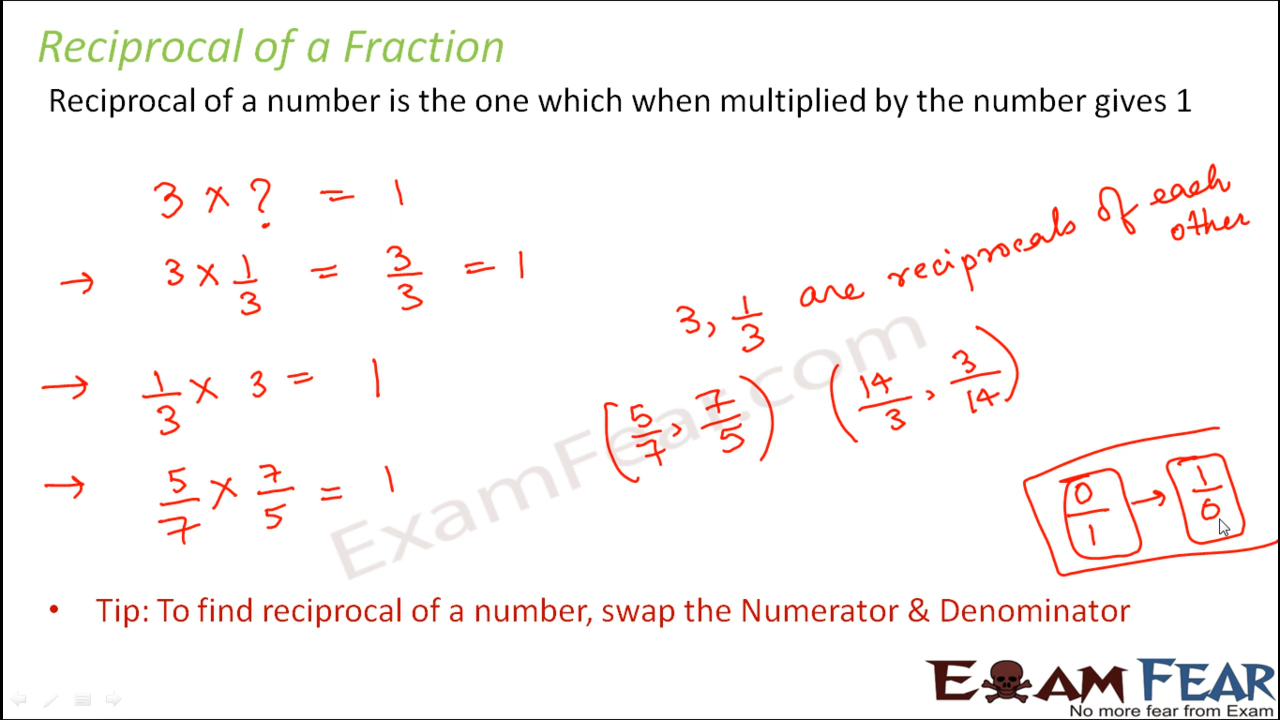 Reciprocal of a Fraction
Reciprocal of a number is the one which when multiplied by the number gives 1
3 × ? = 1
→ 3 × 1/3 = 3/3 = 1
3, 1/3 are reciprocals of each
other
→ 1/3 × 3 = 1
(5/7, 7/5) (14/3, 3/14)
→ 5/7 × 7/5 = 1
0/1 → 1/0
ExamFear.com
• Tip: To find reciprocal of a number, swap the Numerator & Denominator
EXAM FEAR
No more fear from Exam